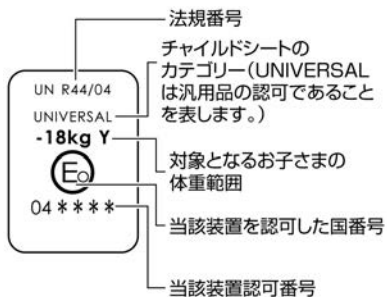 法規番号
チャイルドシートの
カテゴリー（UNIVERSAL
は汎用品の認可であること
を表します。）
UN R44/04
UNIVERSAL
-18kg Y
対象となるお子さまの
体重範囲
E○
当該装置を認可した国番号
04＊＊＊＊
当該装置認可番号